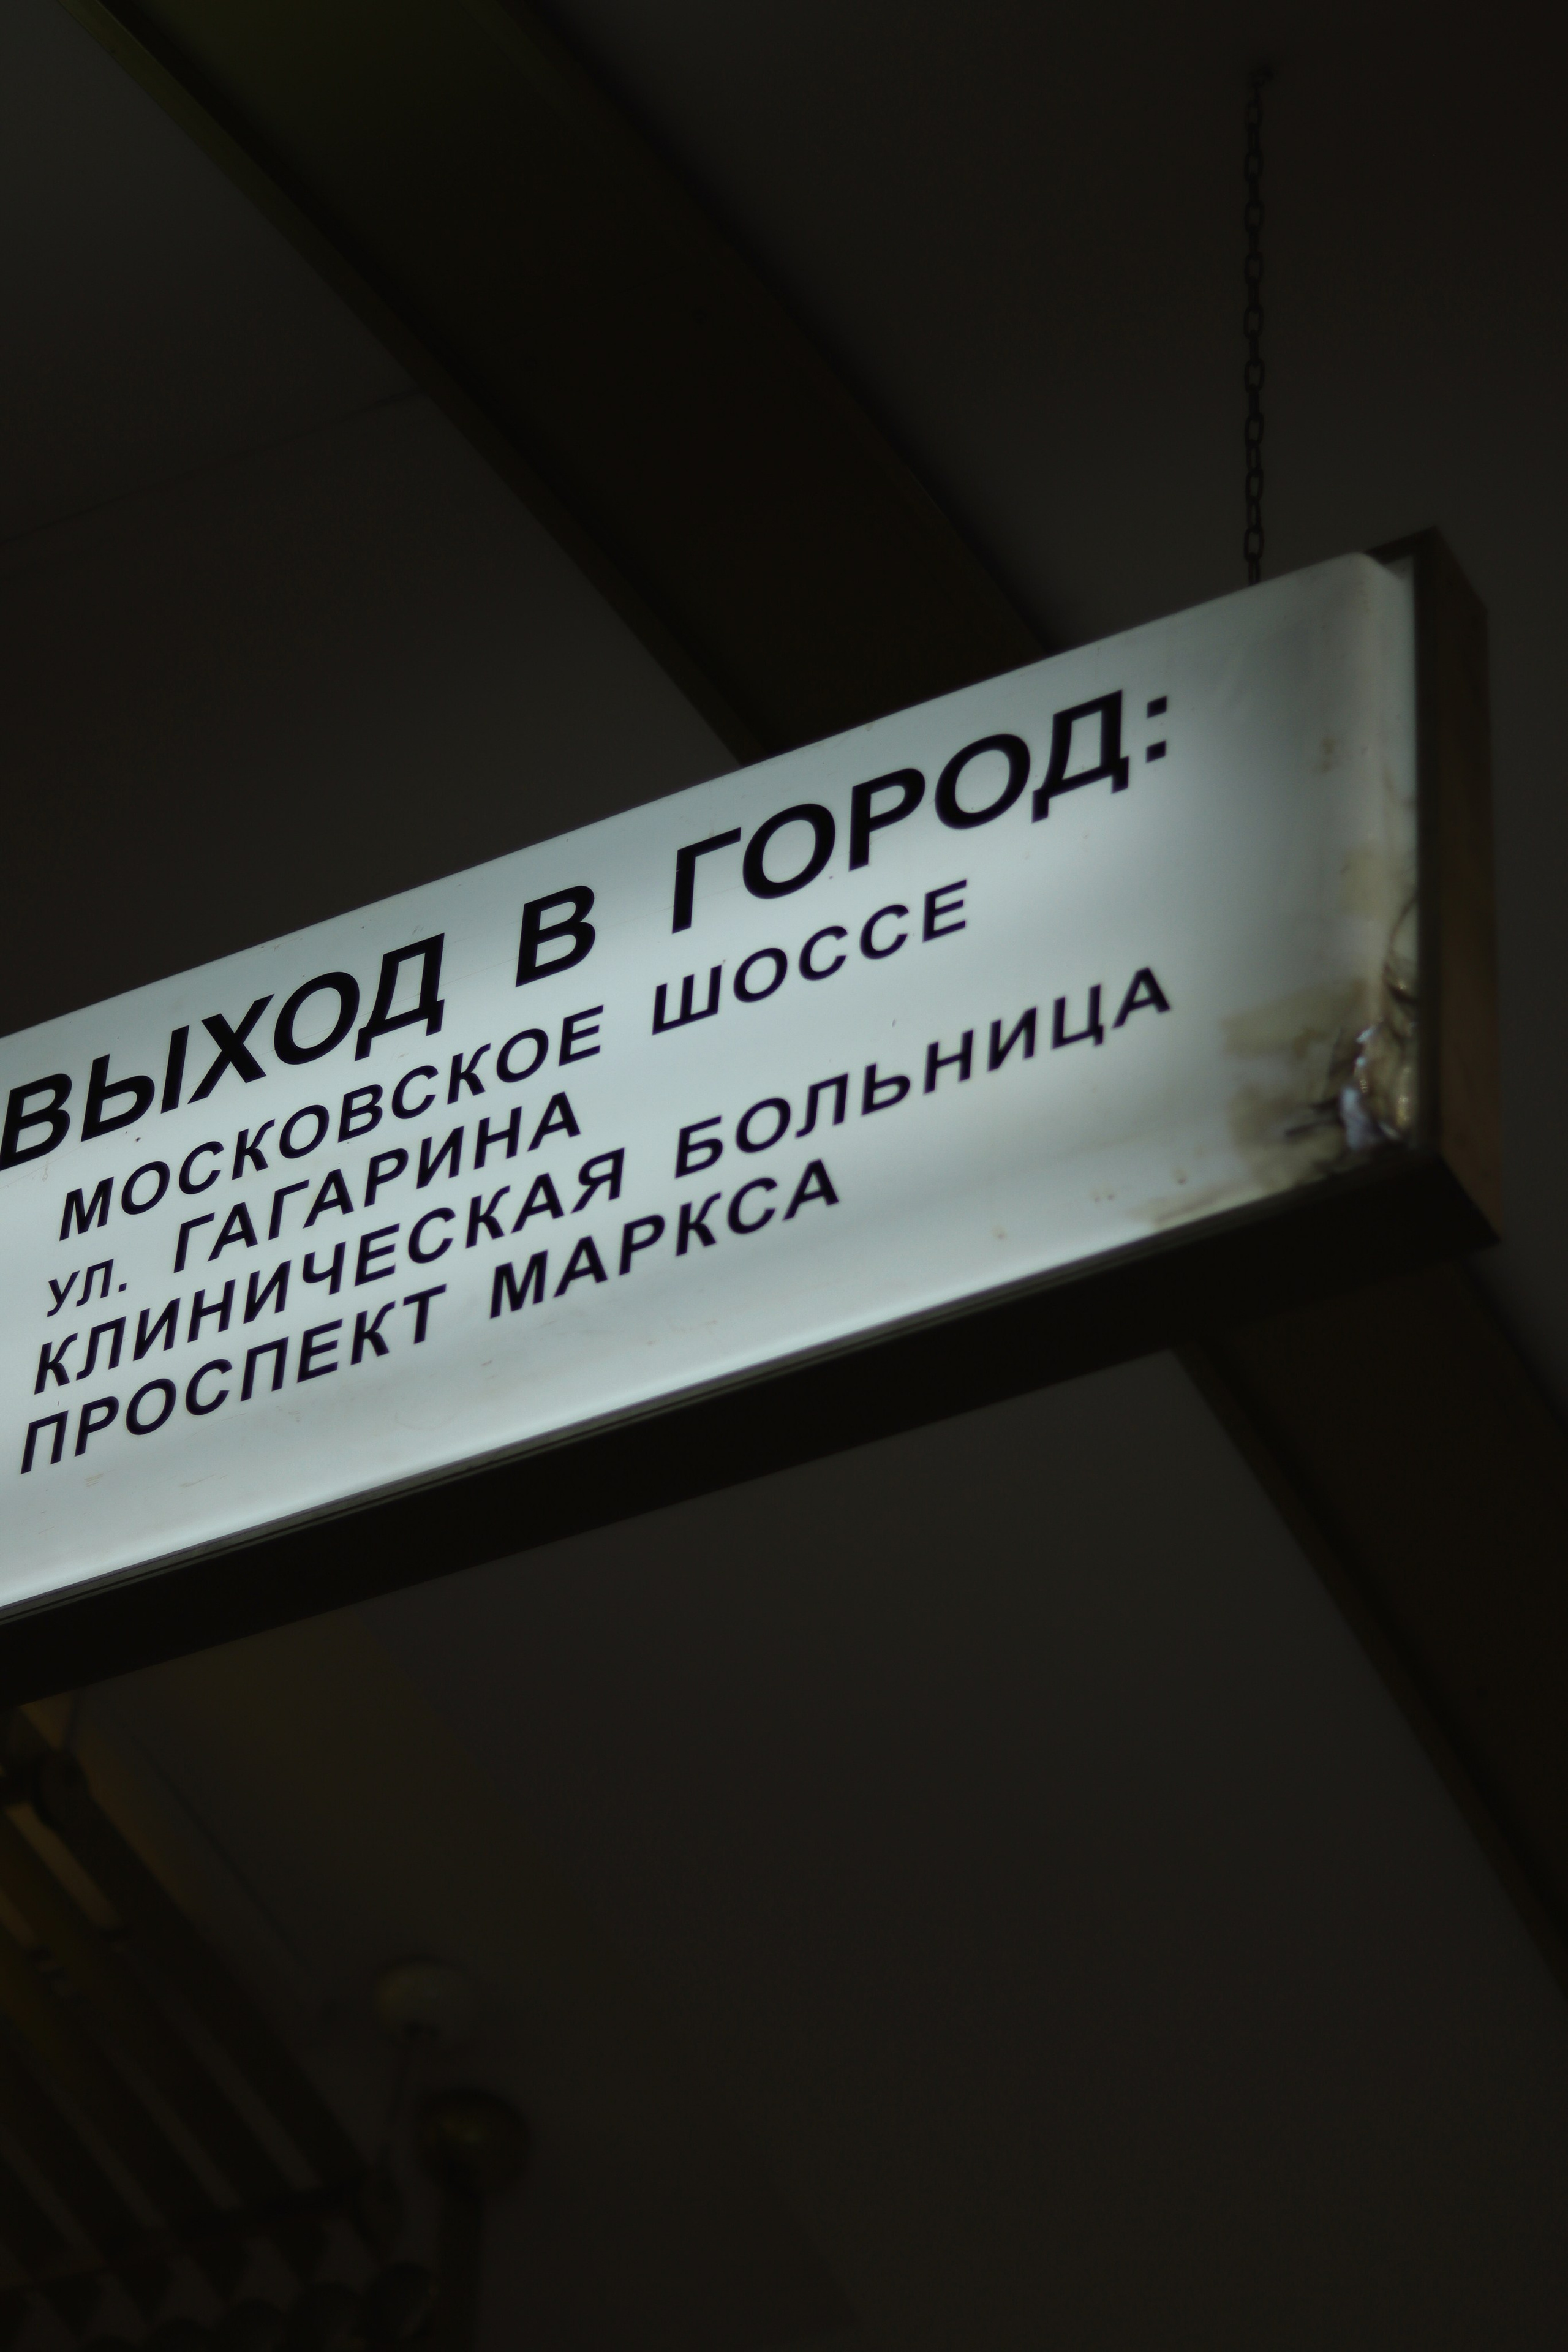 ВЫХОД В ГОРОД:
МОСКОВСКОЕ ШОССЕ
ул. ГАГАРИНА
КЛИНИЧЕСКАЯ БОЛЬНИЦА
ПРОСПЕКТ МАРКСА